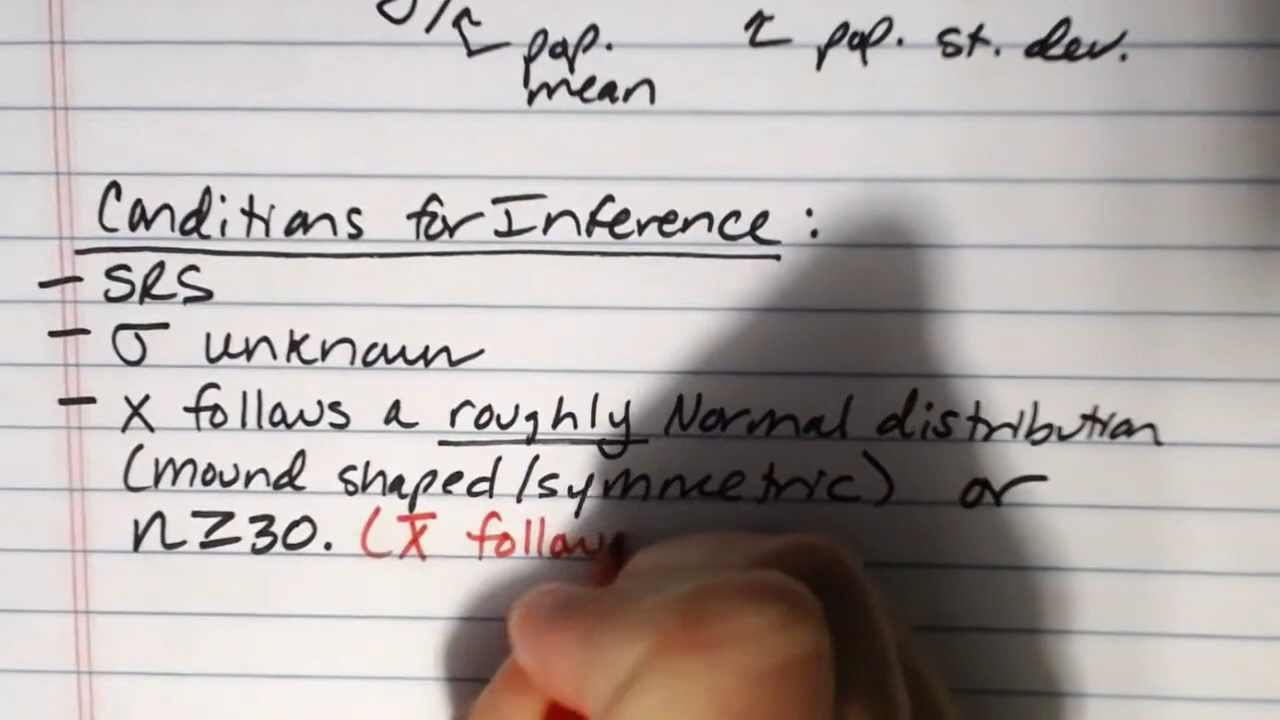 pop. ↖ pop. st. dev.
mean
Conditions for Inference:
- SRS
- σ unknown
- x follows a roughly Normal distribution
(mound shaped/symmetric) or
n ≥ 30. (x̄ follows